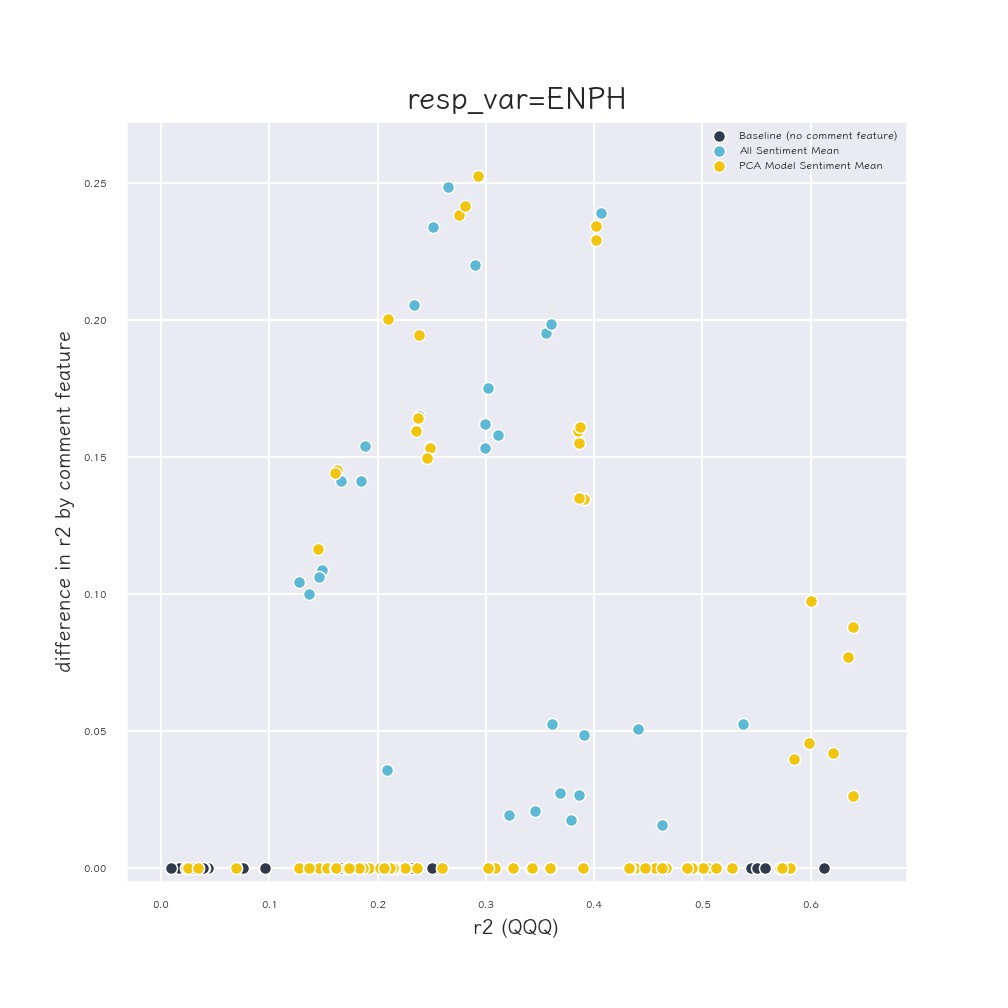 resp_var=ENPH
Baseline (no comment feature)
All Sentiment Mean
PCA Model Sentiment Mean
difference in r2 by comment feature
0.25
0.20
0.15
0.10
0.05
0.00
0.0 0.1 0.2 0.3 0.4 0.5 0.6
r2 (QQQ)